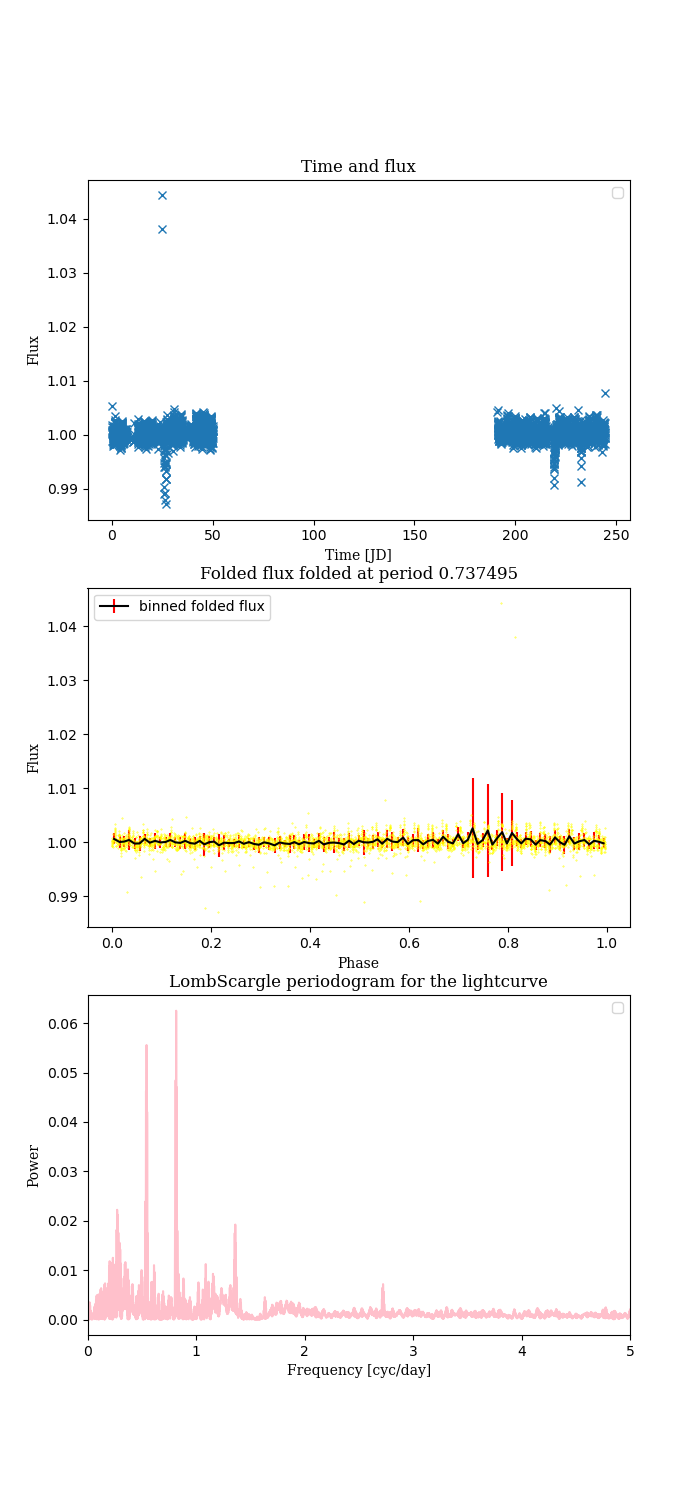 Time and flux
1.04
1.03
1.02
1.01
1.00
0.99
Flux
0 50 100 150 200 250
Time [JD]
Folded flux folded at period 0.737495
binned folded flux
1.04
1.03
1.02
1.01
1.00
0.99
Flux
0.0 0.2 0.4 0.6 0.8 1.0
Phase
LombScargle periodogram for the lightcurve
0.06
0.05
0.04
0.03
0.02
0.01
0.00
Power
0 1 2 3 4 5
Frequency [cyc/day]